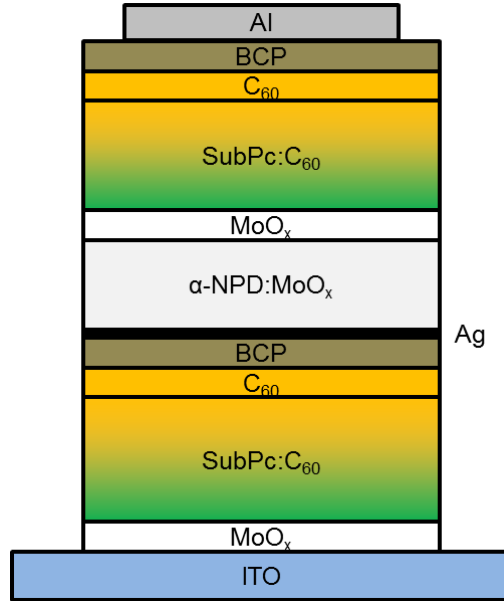 Al
BCP
C₆₀
SubPc:C₆₀
MoOₓ
α-NPD:MoOₓ
Ag
BCP
C₆₀
SubPc:C₆₀
MoOₓ
ITO